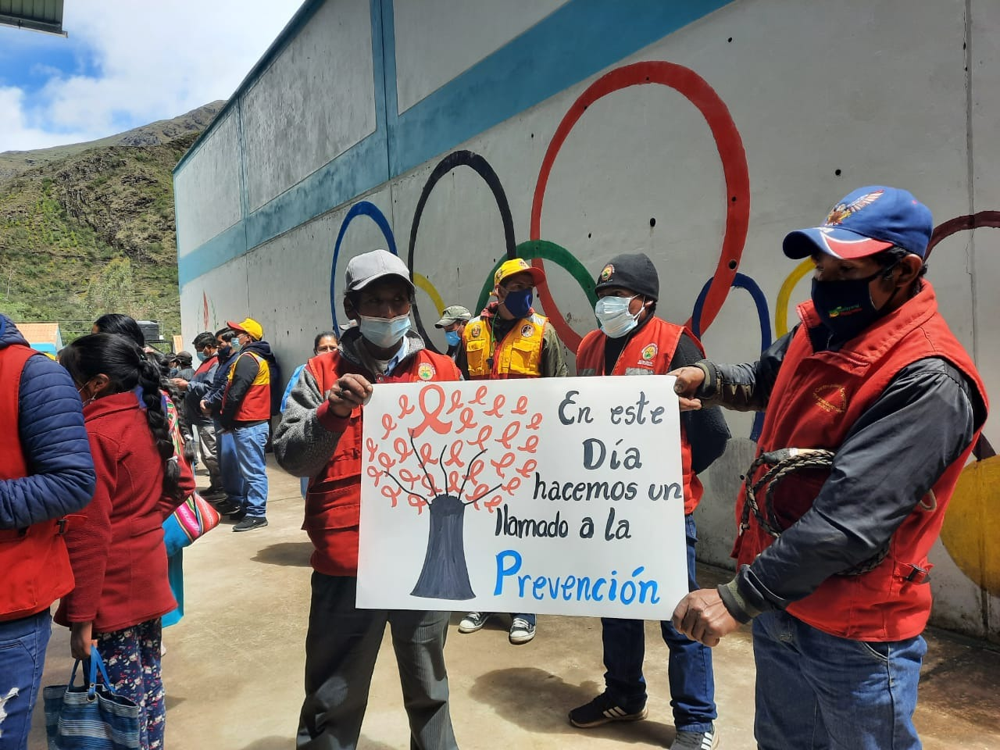 En este
Día
hacemos un
llamado a la
Prevención